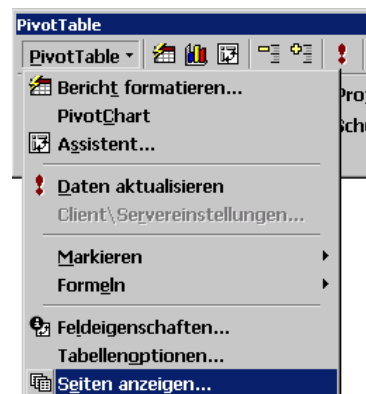 PivotTable
PivotTable
Bericht formatieren...
PivotChart
Assistent...
Daten aktualisieren
Client\Servereinstellungen...
Markieren
Formeln
Feldeigenschaften...
Tabellenoptionen...
Seiten anzeigen...